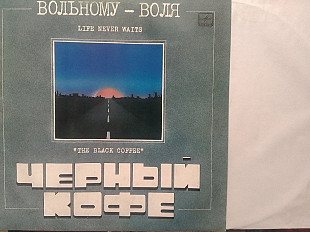 ВОЛЬНОМУ – ВОЛЯ
LIFE NEVER WAITS
"THE BLACK COFFEE"
ЧЕРНЫЙ
КОФЕ